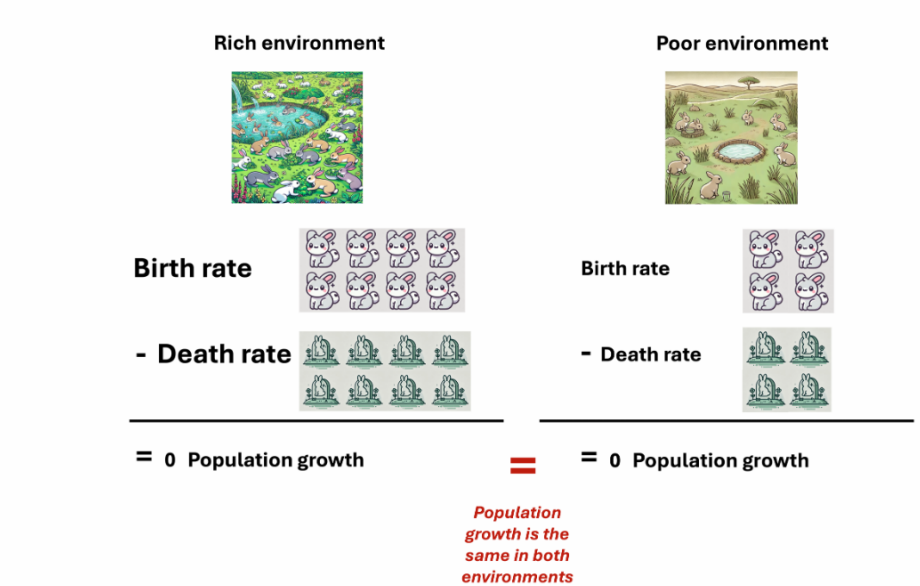 Rich environment
Poor environment
Birth rate
- Death rate
= 0 Population growth
Birth rate
- Death rate
= 0 Population growth
=
Population
growth is the
same in both
environments